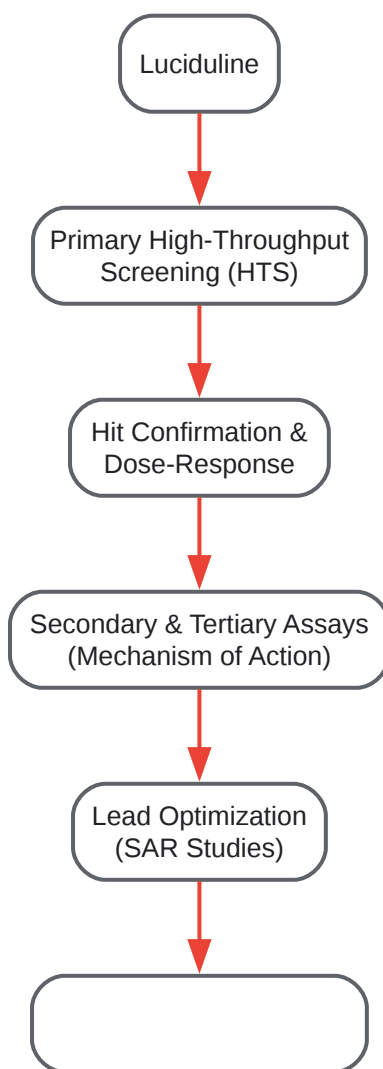 Luciduline
Primary High-Throughput
Screening (HTS)
Hit Confirmation &
Dose-Response
Secondary & Tertiary Assays
(Mechanism of Action)
Lead Optimization
(SAR Studies)